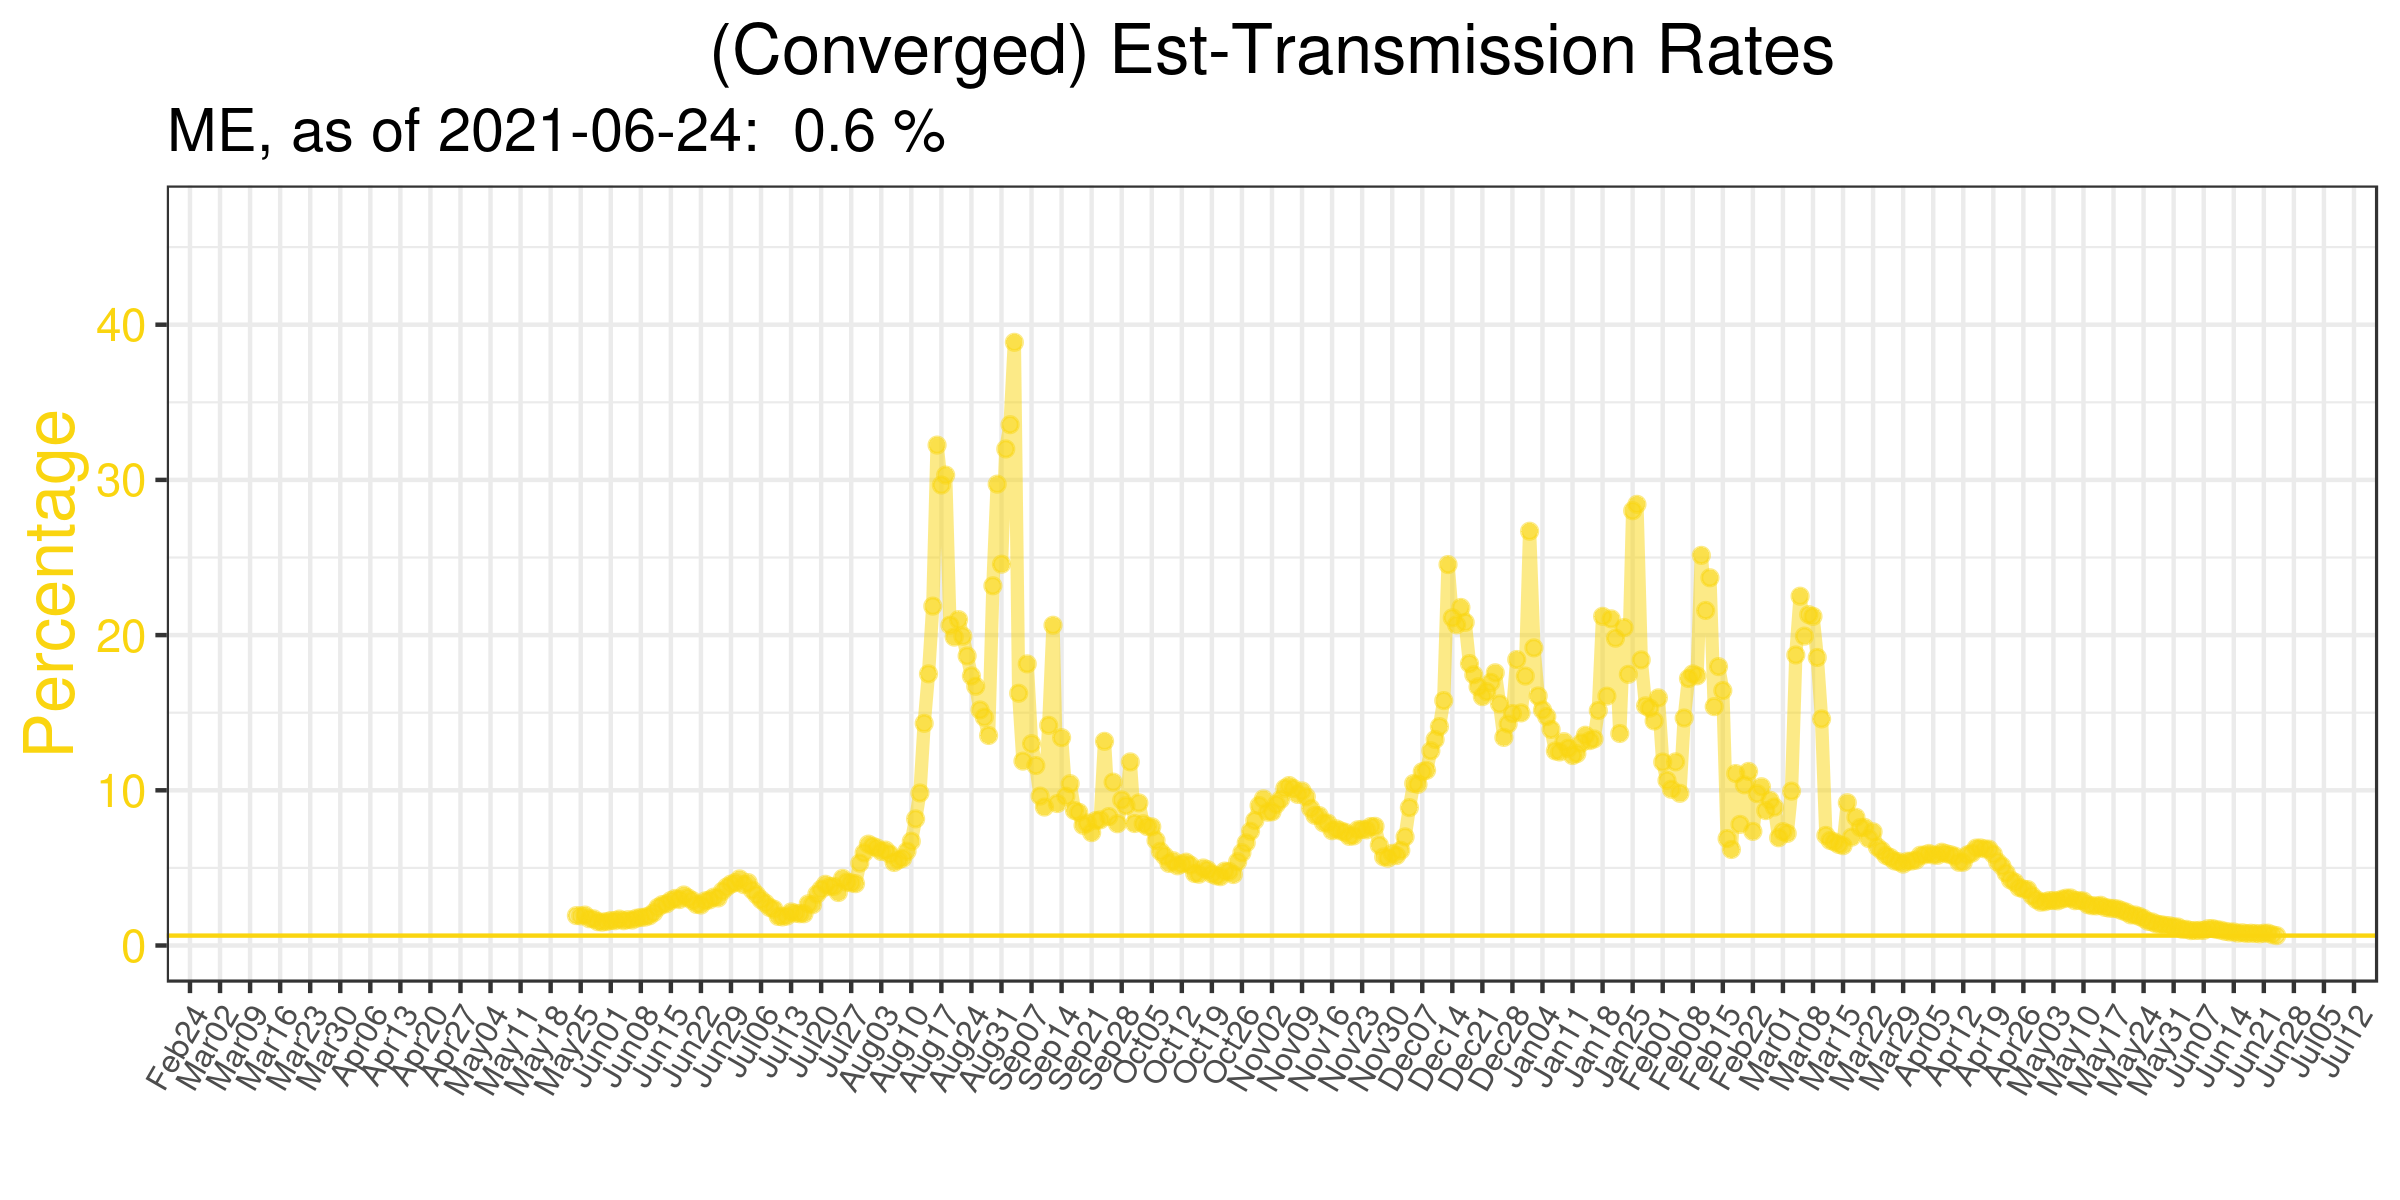 (Converged) Est-Transmission Rates
ME, as of 2021-06-24:  0.6 %
Percentage
40
30
20
10
0
Feb24
Mar02
Mar09
Mar16
Mar23
Mar30
Apr06
Apr13
Apr20
Apr27
May04
May11
May18
May25
Jun01
Jun08
Jun15
Jun22
Jun29
Jul06
Jul13
Jul20
Jul27
Aug03
Aug10
Aug17
Aug24
Aug31
Sep07
Sep14
Sep21
Sep28
Oct05
Oct12
Oct19
Oct26
Nov02
Nov09
Nov16
Nov23
Nov30
Dec07
Dec14
Dec21
Dec28
Jan04
Jan11
Jan18
Jan25
Feb01
Feb08
Feb15
Feb22
Mar01
Mar08
Mar15
Mar22
Mar29
Apr05
Apr12
Apr19
Apr26
May03
May10
May17
May24
May31
Jun07
Jun14
Jun21
Jun28
Jul05
Jul12